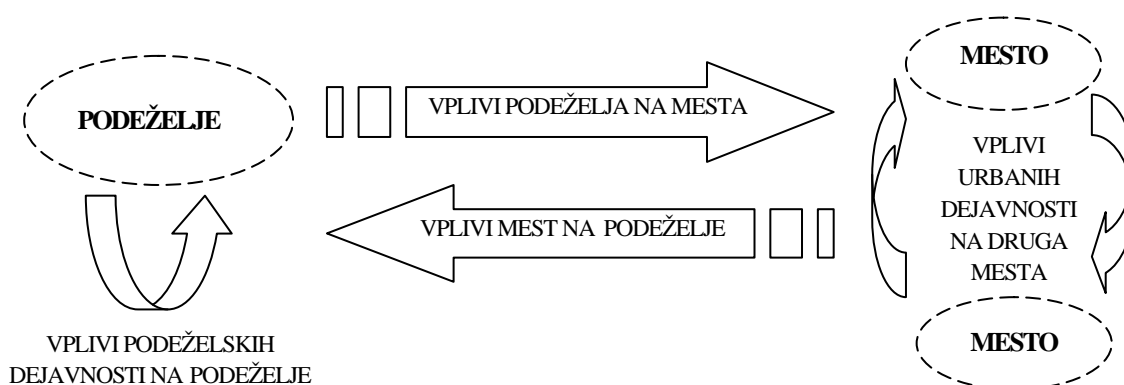 MESTO
PODEŽELJE
VPLIVI PODEŽELJA NA MESTA
VPLIVI
URBANIH
DEJAVNOSTI
NA DRUGA
MESTA
VPLIVI MEST NA PODEŽELJE
MESTO
VPLIVI PODEŽELSKIH
DEJAVNOSTI NA PODEŽELJE